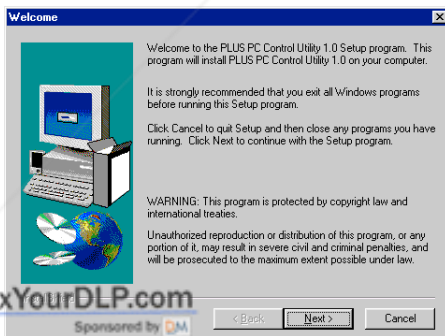 Welcome
Welcome to the PLUS PC Control Utility 1.0 Setup program. This
program will install PLUS PC Control Utility 1.0 on your computer.
It is strongly recommended that you exit all Windows programs
before running this Setup program.
Click Cancel to quit Setup and then close any programs you have
running. Click Next to continue with the Setup program.
WARNING: This program is protected by copyright law and
international treaties.
Unauthorized reproduction or distribution of this program, or any
portion of it, may result in severe civil and criminal penalties, and
will be prosecuted to the maximum extent possible under law.
xYourDLP.com
< Back Next > Cancel
Sponsored by DM